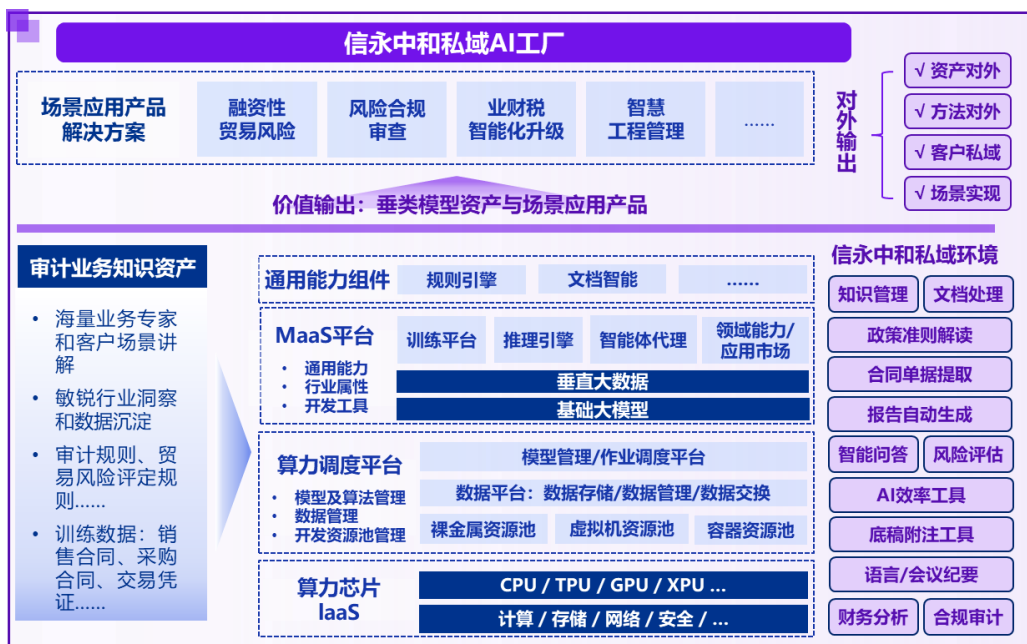 信永中和私域AI工厂
场景应用产品
解决方案
融资性
贸易风险
风险合规
审查
业财税
智能化升级
智慧
工程管理
......
对外输出
√ 资产对外
√ 方法对外
√ 客户私域
√ 场景实现
价值输出：垂类模型资产与场景应用产品
审计业务知识资产
• 海量业务专家
和客户场景讲
解
• 敏锐行业洞察
和数据沉淀
• 审计规则、贸
易风险评定规
则......
• 训练数据：销
售合同、采购
合同、交易凭
证......
通用能力组件
规则引擎
文档智能
......
MaaS平台
• 通用能力
• 行业属性
• 开发工具
训练平台
推理引擎
智能体代理
领域能力/
应用市场
垂直大数据
基础大模型
算力调度平台
• 模型及算法管理
• 数据管理
• 开发资源池管理
模型管理/作业调度平台
数据平台：数据存储/数据管理/数据交换
裸金属资源池
虚拟机资源池
容器资源池
算力芯片
IaaS
CPU / TPU / GPU / XPU ...
计算 / 存储 / 网络 / 安全 / ...
信永中和私域环境
知识管理
文档处理
政策准则解读
合同单据提取
报告自动生成
智能问答
风险评估
AI效率工具
底稿附注工具
语言/会议纪要
财务分析
合规审计